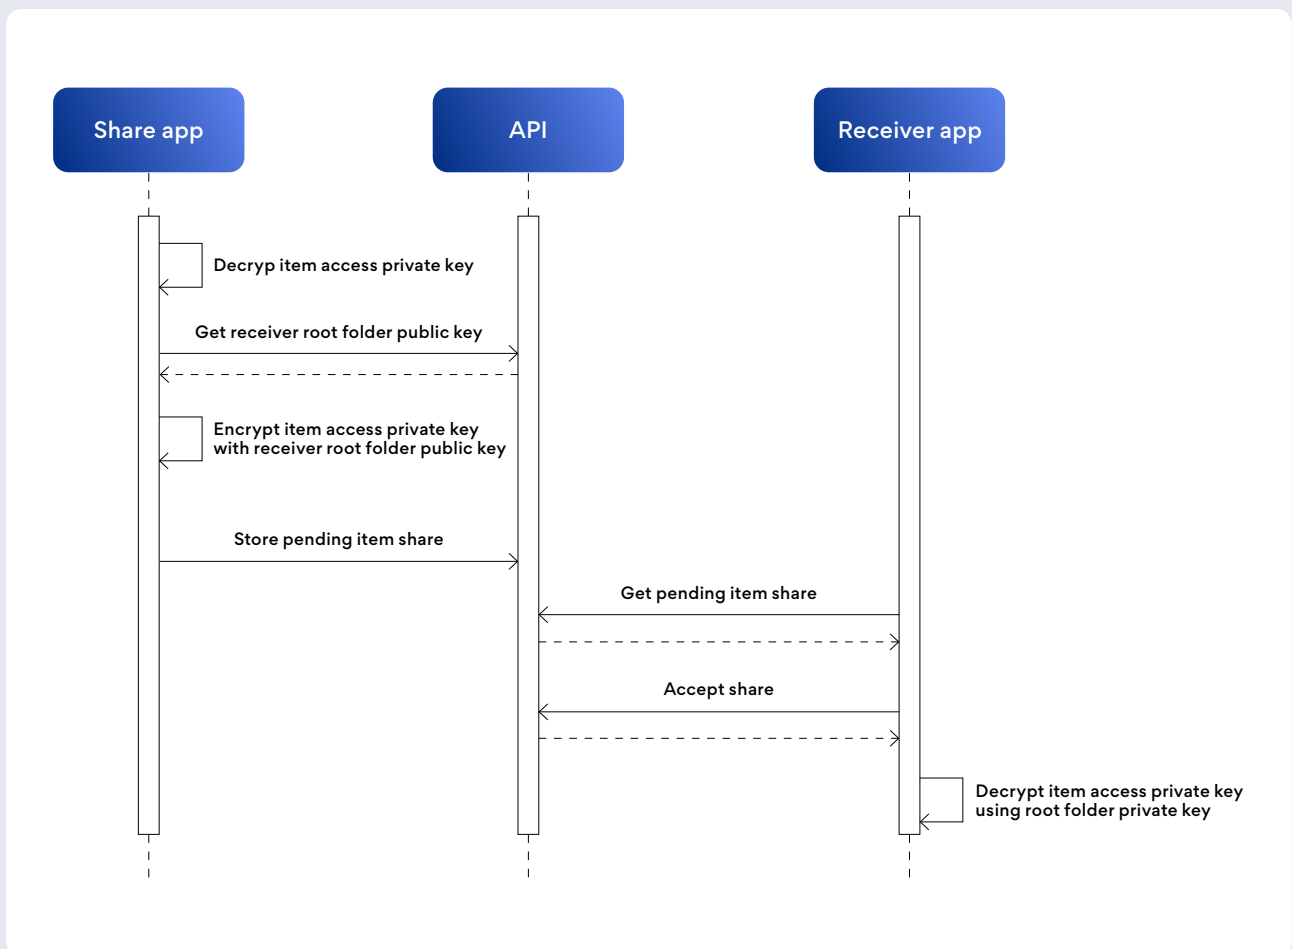 Share app
API
Receiver app
Decryp item access private key
Get receiver root folder public key
Encrypt item access private key
with receiver root folder public key
Store pending item share
Get pending item share
Accept share
Decrypt item access private key
using root folder private key